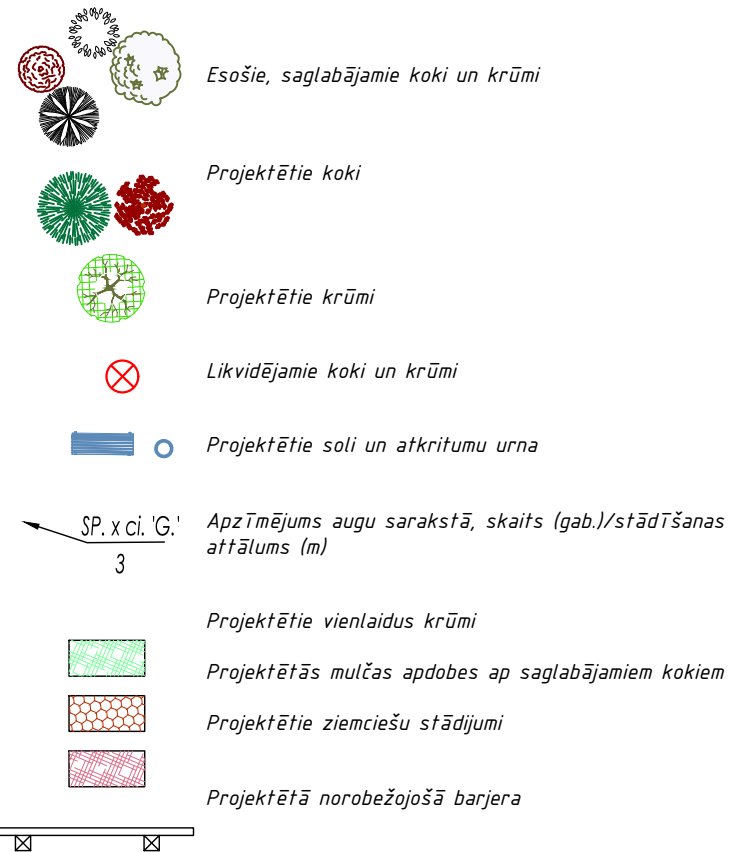 Esošie, saglabājamie koki un krūmi
Projektētie koki
Projektētie krūmi
Likvidējamie koki un krūmi
Projektētie soli un atkritumu urna
SP. x ci. 'G.'
3
Apzīmējums augu sarakstā, skaits (gab.)/stādīšanas
attālums (m)
Projektētie vienlaidus krūmi
Projektētās mulčas apdobes ap saglabājamiem kokiem
Projektētie ziemciešu stādījumi
Projektētā norobežojošā barjera